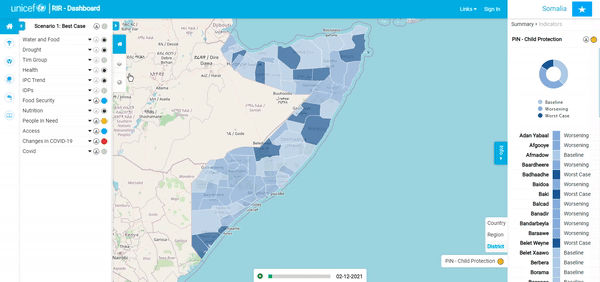 unicef RIR - Dashboard
Links
Sign In
Somalia
Scenario 1: Best Case
Water and Food
Drought
Tim Group
Health
IPC Trend
IDPs
Food Security
Nutrition
People In Need
Access
Changes in COVID-19
Covid
Country
Region
District
PIN - Child Protection
02-12-2021
Info
Summary > Indicators
PIN - Child Protection
Baseline
Worsening
Worst Case
Adan Yabaal Worsening
Afgooye Worsening
Afmadow Baseline
Baardheere Worsening
Badhaadhe Worst Case
Baidoa Worsening
Baki Worst Case
Balcad Worsening
Banadir Worsening
Bandarbeyla Worsening
Baraawe Worsening
Belet Weyne Worst Case
Belet Xaawo Baseline
Berbera Baseline
Borama Baseline